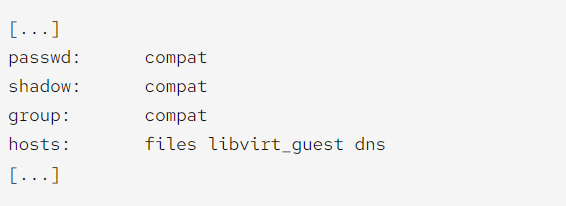 [...]
passwd:      compat
shadow:      compat
group:       compat
hosts:       files libvirt_guest dns
[...]